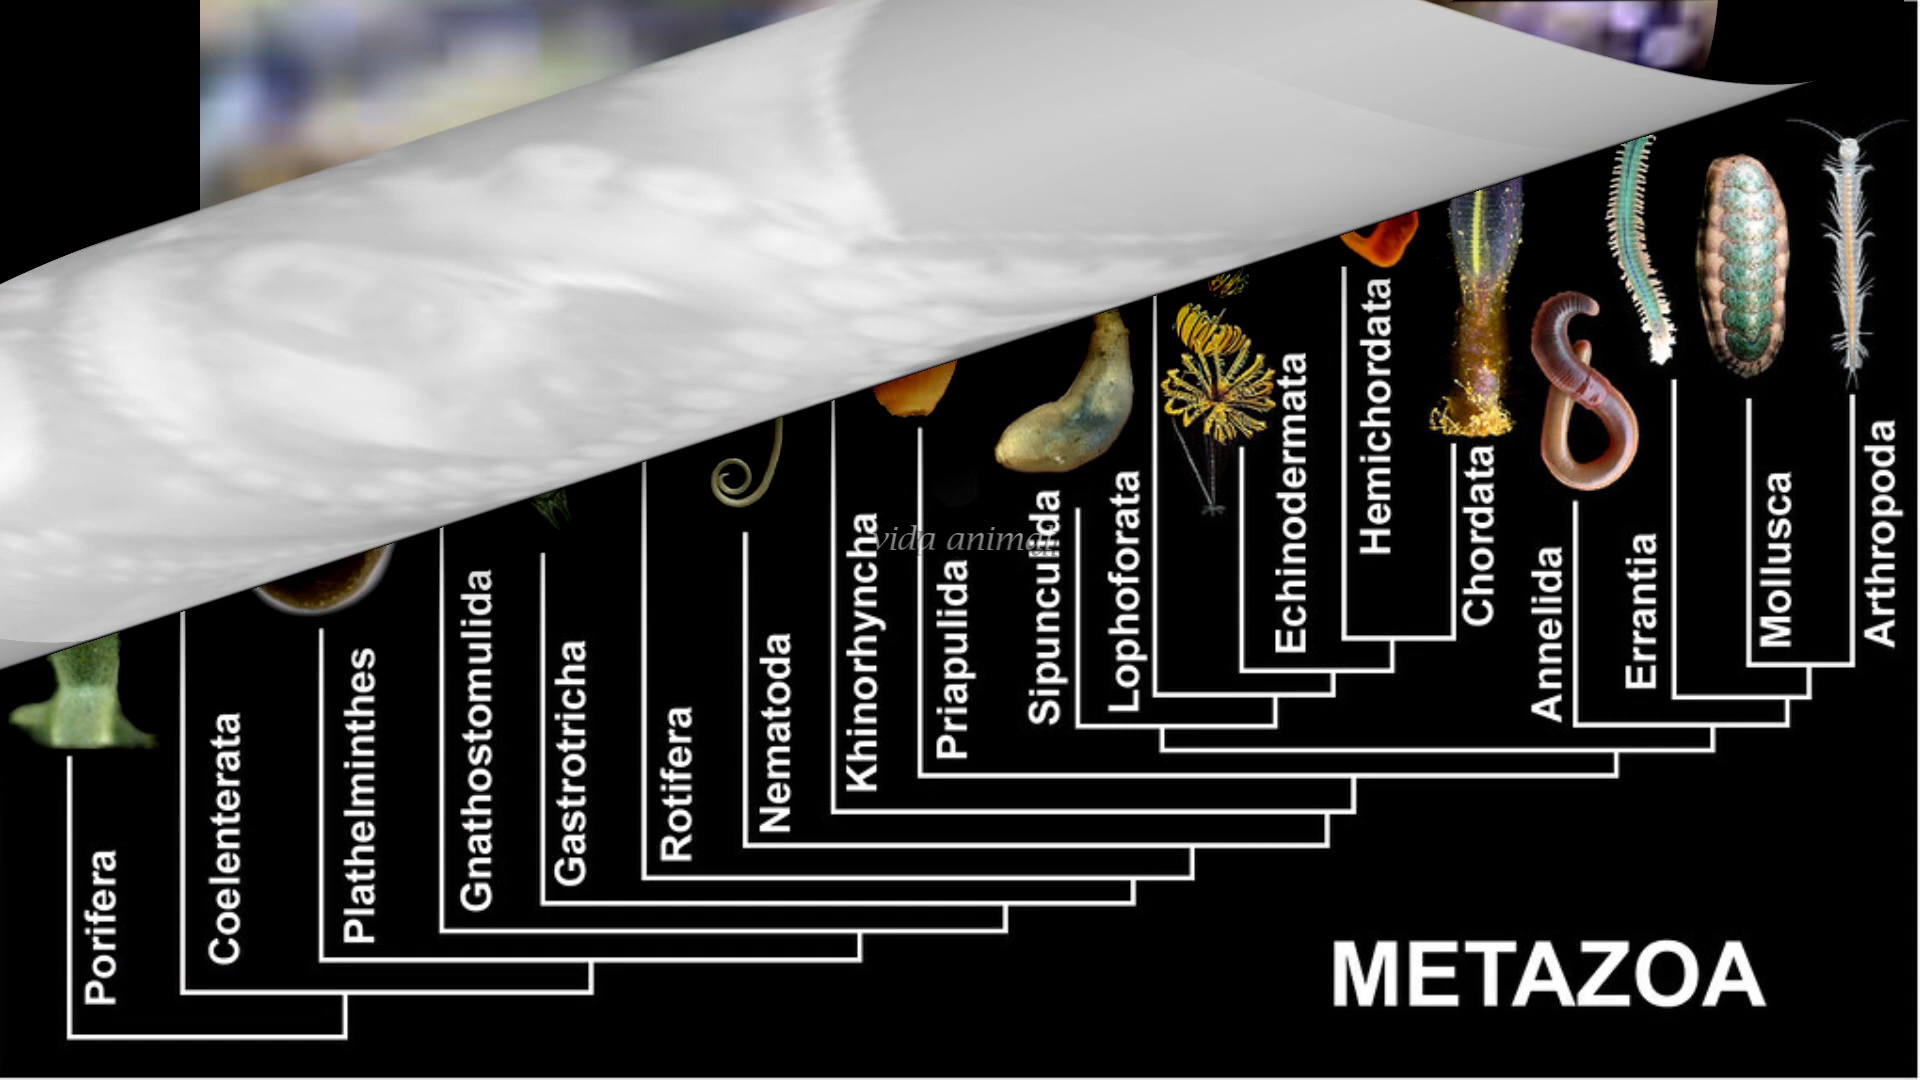 Porifera
Coelenterata
Plathelminthes
Gnathostomulida
Gastrotricha
Rotifera
Nematoda
Khinorhyncha
Priapulida
Sipuncula
Lophoforata
Echinodermata
Hemichordata
Chordata
Annelida
Errantia
Mollusca
Arthropoda
vida animal
METAZOA